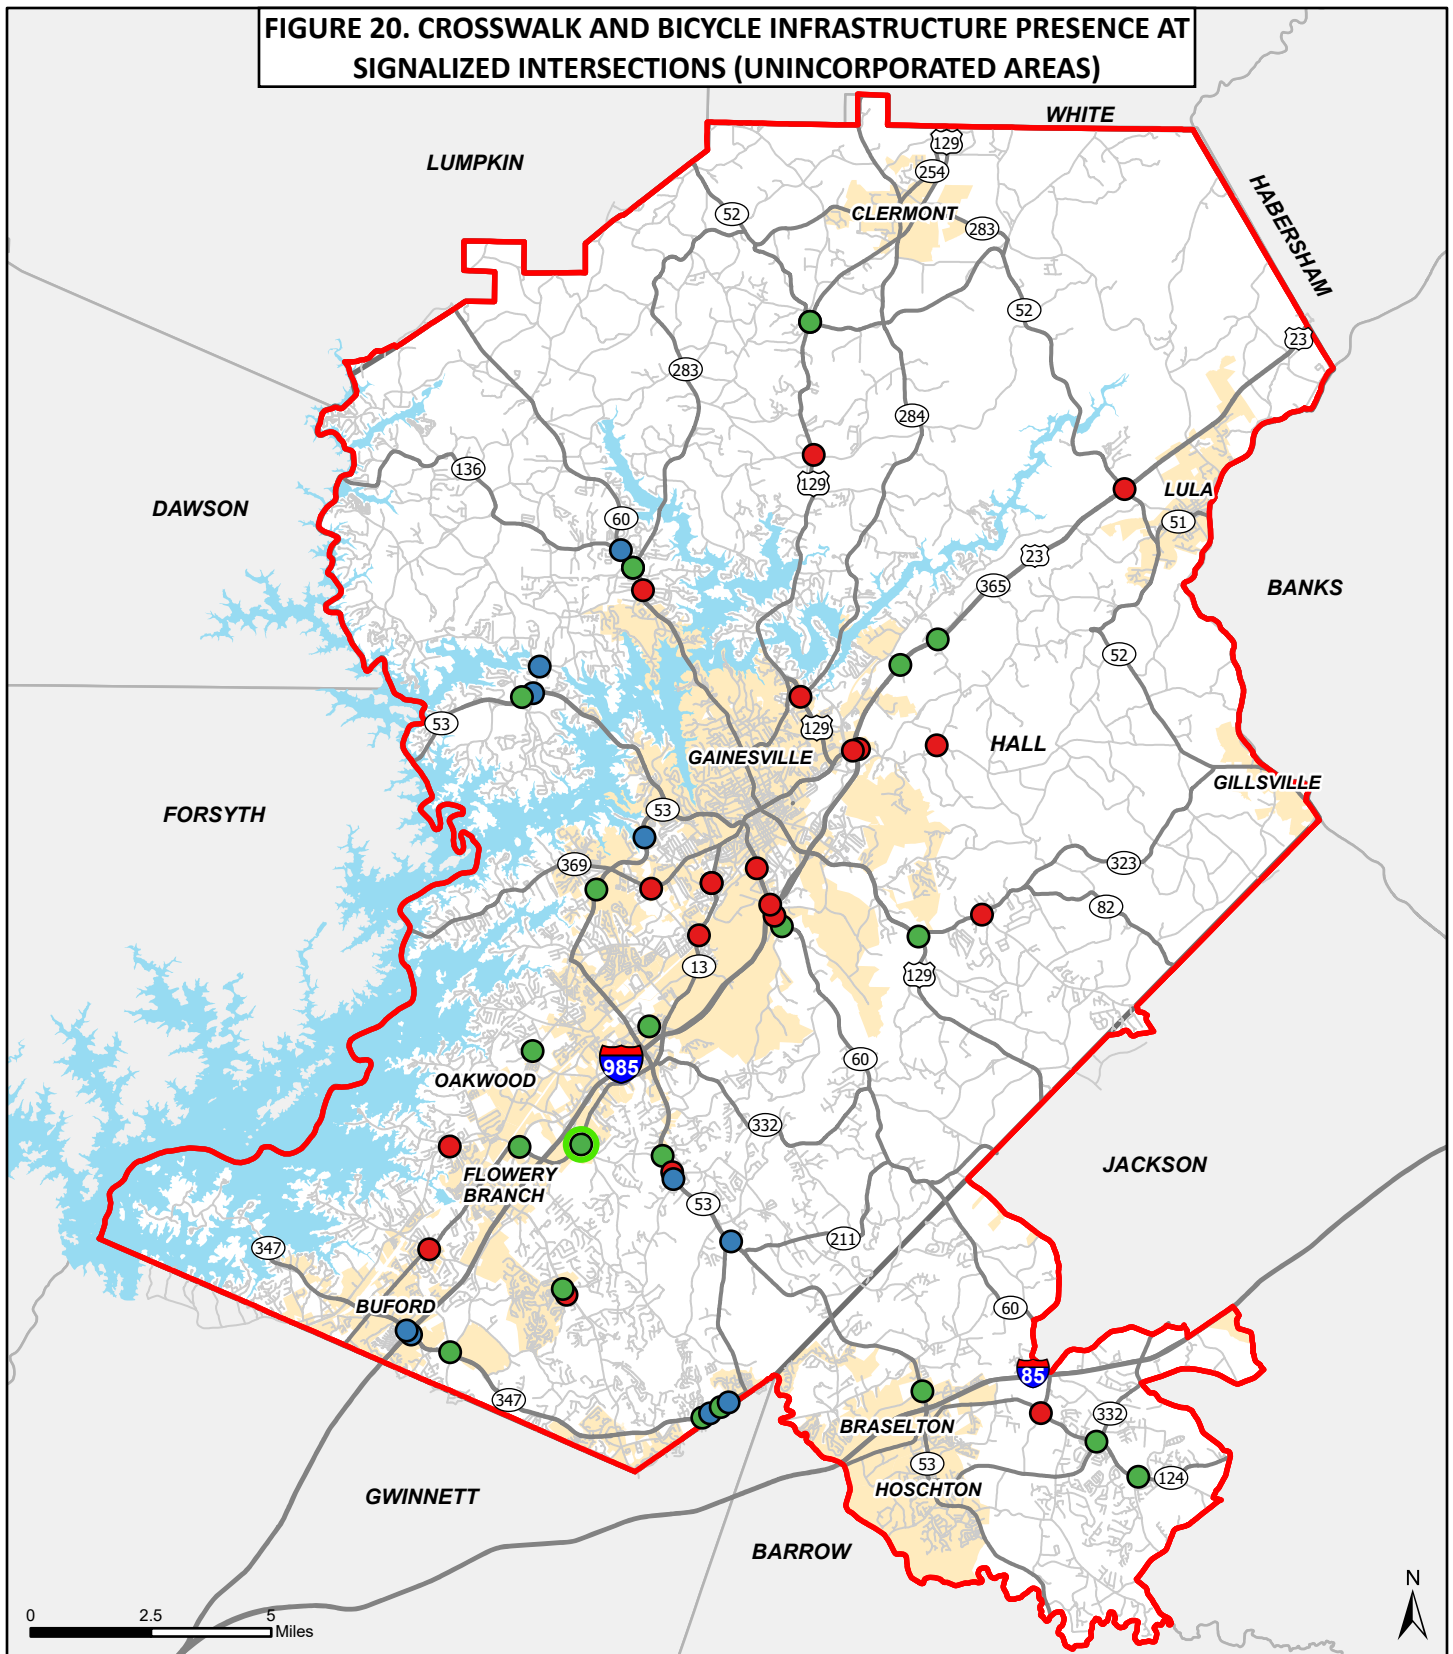 FIGURE 20. CROSSWALK AND BICYCLE INFRASTRUCTURE PRESENCE AT
SIGNALIZED INTERSECTIONS (UNINCORPORATED AREAS)
WHITE
129
LUMPKIN
254
HABERSHAM
52
CLERMONT
283
52
23
283
284
136
129
LULA
DAWSON
60
51
23
365
BANKS
52
53
129
HALL
GAINESVILLE
GILLSVILLE
FORSYTH
53
369
323
82
13
129
60
985
OAKWOOD
332
JACKSON
FLOWERY
BRANCH
53
211
347
60
BUFORD
85
347
332
BRASELTON
53
124
HOSCHTON
GWINNETT
BARROW
N
0 2.5 5
Miles